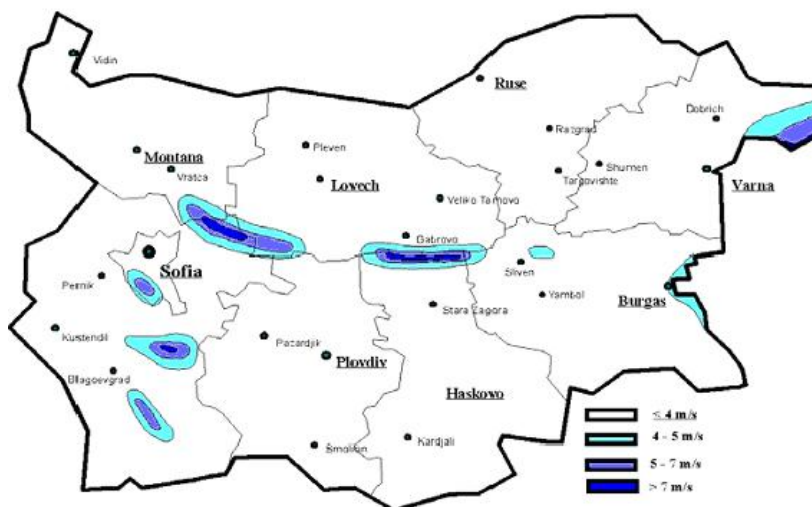 Vidin
Ruse
Dobrich
Razgrad
Pleven
Montana
Shumen
Vratca
Targovishte
Varna
Lovech
Veliko Tarnovo
Gabrovo
Sofia
Sliven
Pernik
Yambol
Burgas
Stara Zagora
Kustendil
Pazardjik
Plovdiv
Blagoevgrad
Haskovo
≤ 4 m/s
4 - 5 m/s
Kardjali
Smolian
5 - 7 m/s
> 7 m/s